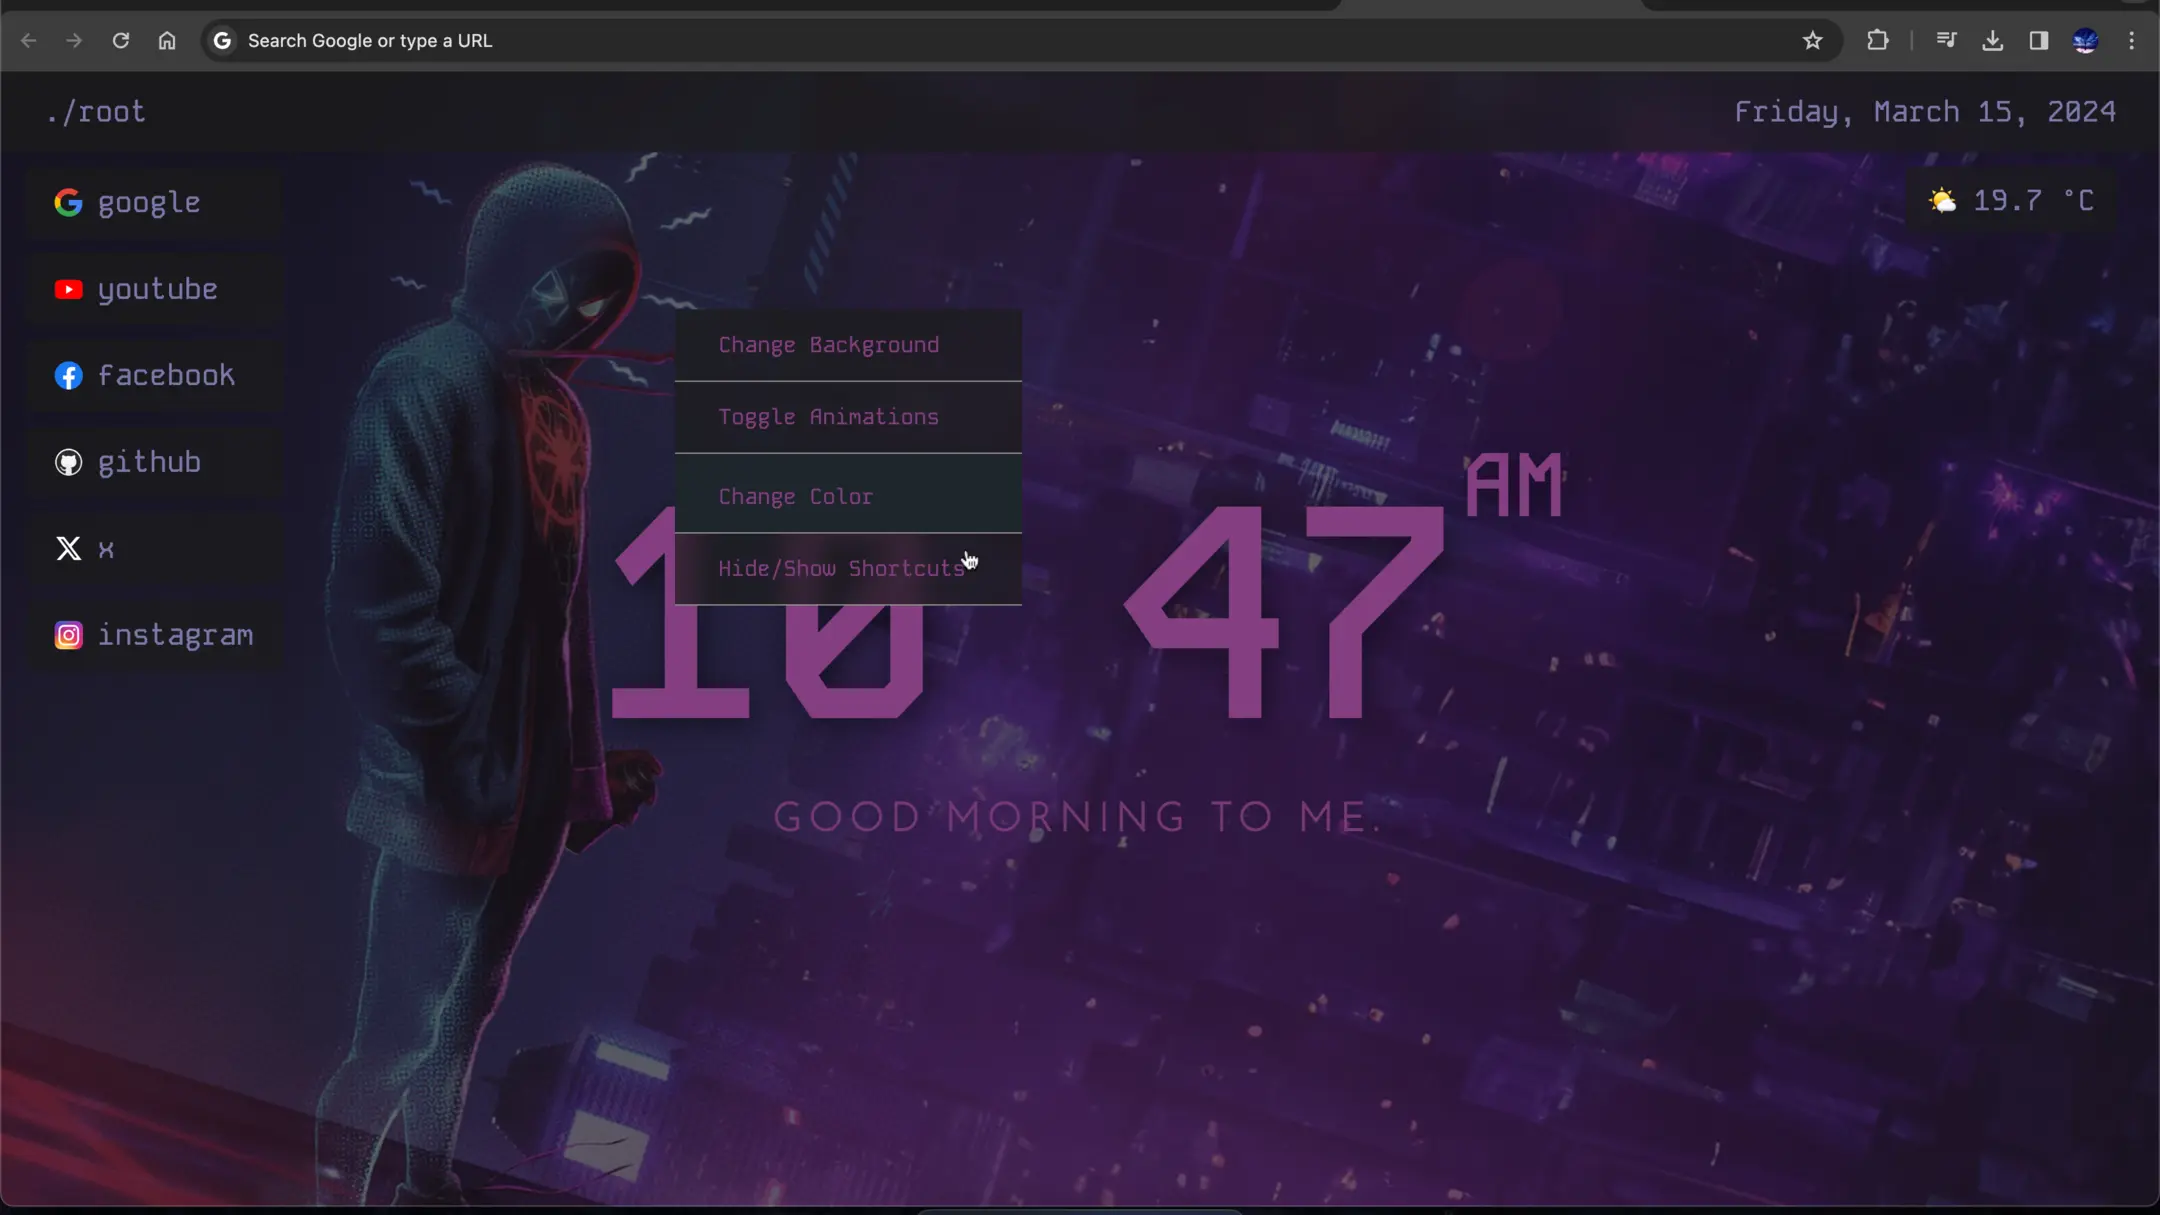 Search Google or type a URL
./root
Friday, March 15, 2024
google
19.7 °C
youtube
facebook
github
x
instagram
Change Background
Toggle Animations
Change Color
Hide/Show Shortcuts
10 47 AM
GOOD MORNING TO ME.